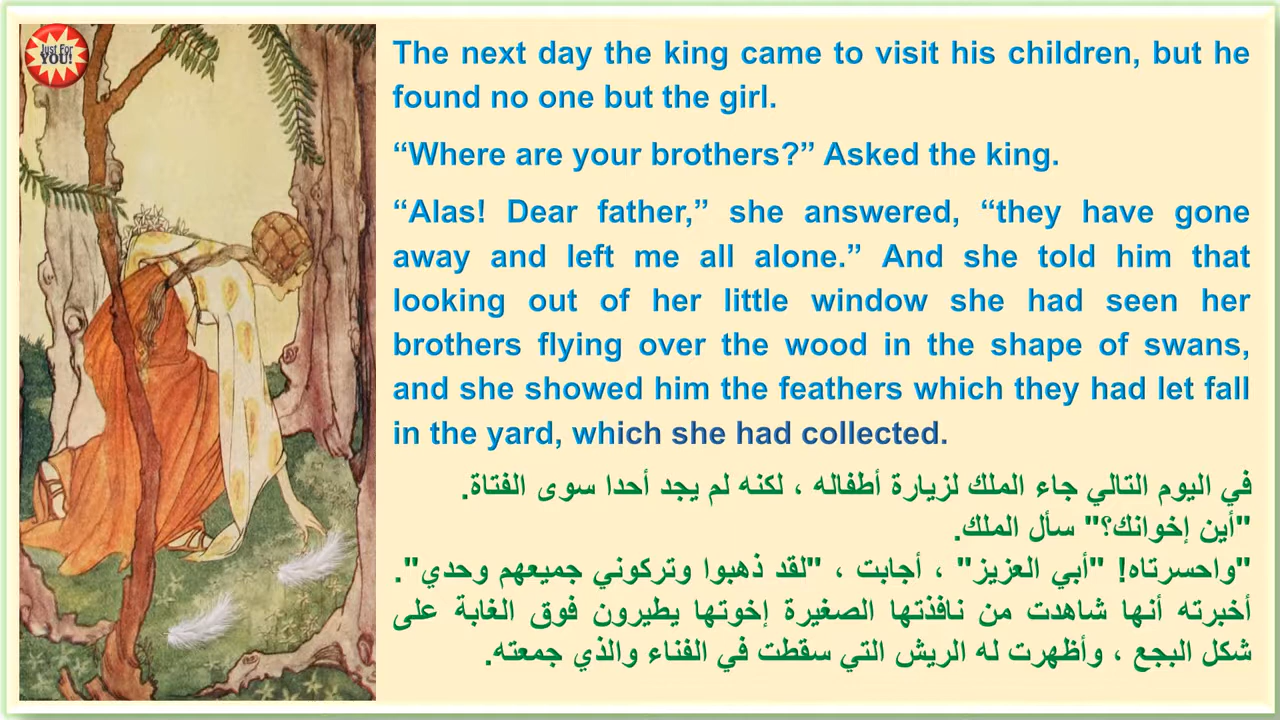 Just For
YOU!
The next day the king came to visit his children, but he
found no one but the girl.
“Where are your brothers?” Asked the king.
“Alas! Dear father,” she answered, “they have gone
away and left me all alone.” And she told him that
looking out of her little window she had seen her
brothers flying over the wood in the shape of swans,
and she showed him the feathers which they had let fall
in the yard, which she had collected.
في اليوم التالي جاء الملك لزيارة أطفاله ، لكنه لم يجد أحدا سوى الفتاة.
"أين إخوانك؟" سأل الملك.
"واحسرتاه! "أبي العزيز" ، أجابت ، "لقد ذهبوا وتركوني جميعهم وحدي".
أخبرته أنها شاهدت من نافذتها الصغيرة إخوتها يطيرون فوق الغابة على
شكل البجع ، وأظهرت له الريش التي سقطت في الفناء والذي جمعته.